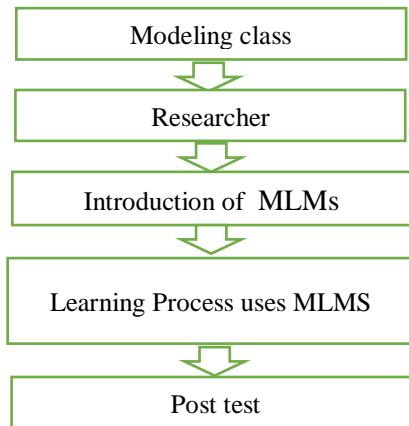 Modeling class
Researcher
Introduction of MLMs
Learning Process uses MLMS
Post test